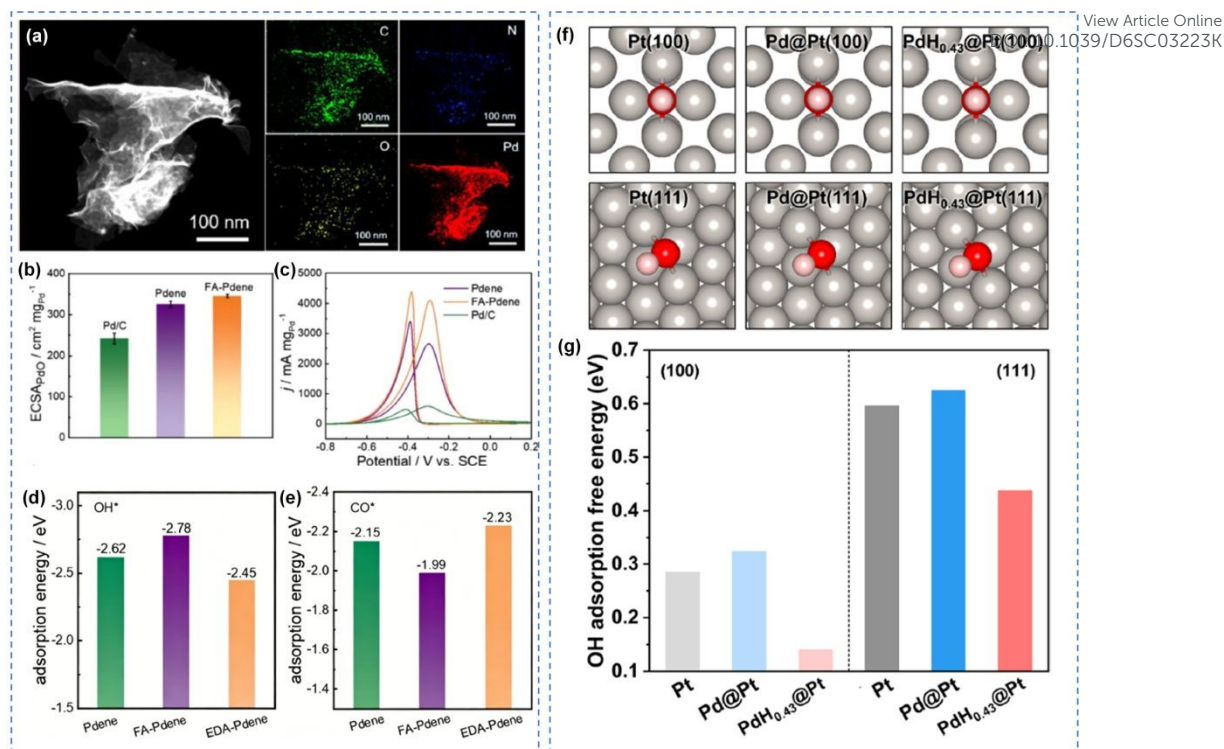 View Article Online
10.1039/D6SC03223K
(a)
100 nm
C
100 nm
N
100 nm
O
100 nm
Pd
100 nm
(b)
ECSA_PdO / cm² mg_Pd⁻¹
400
300
200
100
0
Pd/C
Pdene
FA-Pdene
(c)
j / mA mg_Pd⁻¹
5000
4000
3000
2000
1000
0
Pdene
FA-Pdene
Pd/C
-0.8 -0.6 -0.4 -0.2 0.0 0.2
Potential / V vs. SCE
(d)
adsorption energy / eV
OH*
-3.0
-2.5
-2.0
-1.5
-2.62
-2.78
-2.45
Pdene FA-Pdene EDA-Pdene
(e)
adsorption energy / eV
CO*
-2.4
-2.2
-2.0
-1.8
-1.6
-1.4
-2.15
-1.99
-2.23
Pdene FA-Pdene EDA-Pdene
(f)
Pt(100)
Pd@Pt(100)
PdH₀.₄₃@Pt(100)
Pt(111)
Pd@Pt(111)
PdH₀.₄₃@Pt(111)
(g)
OH adsorption free energy (eV)
0.7
0.6
0.5
0.4
0.3
0.2
0.1
(100)
(111)
Pt Pd@Pt PdH₀.₄₃@Pt Pt Pd@Pt PdH₀.₄₃@Pt